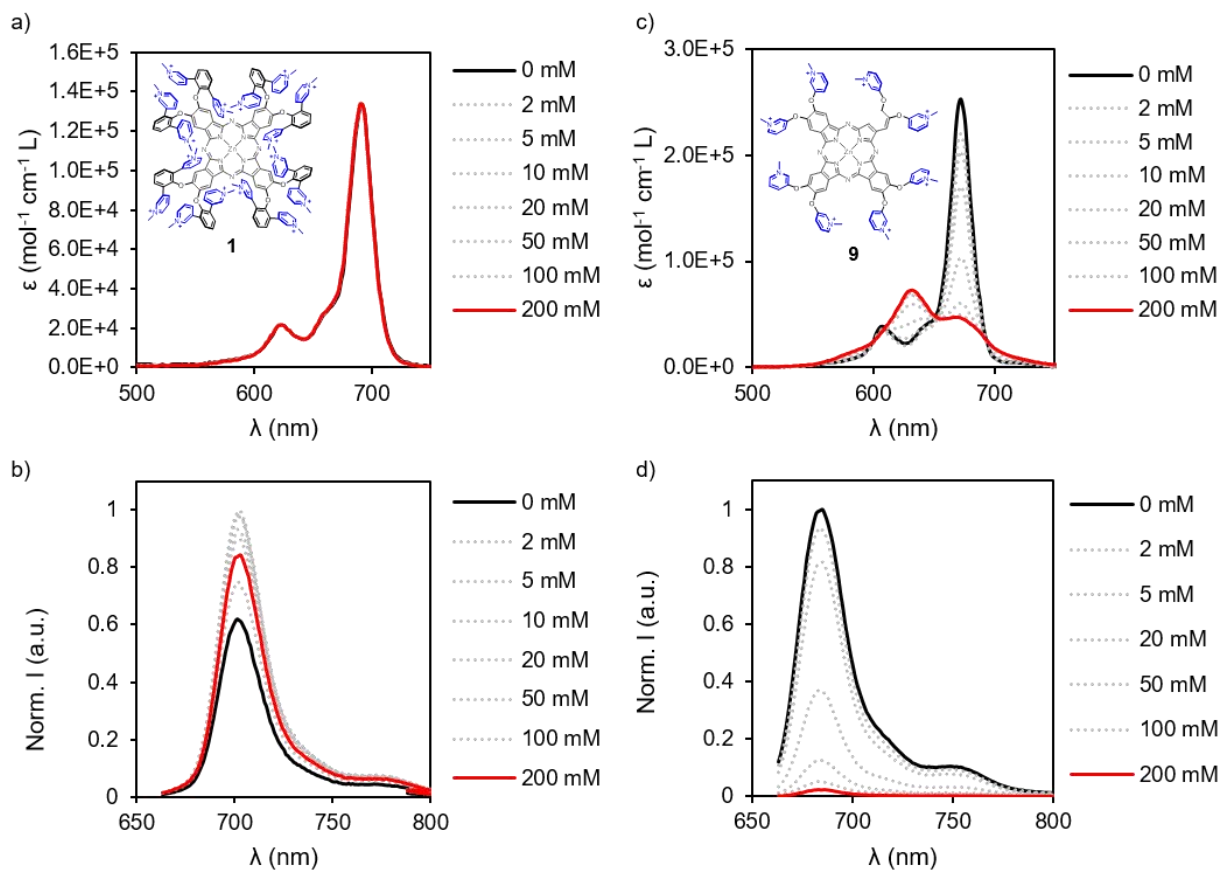 a)
ε (mol⁻¹ cm⁻¹ L)
1.6E+5
1.4E+5
1.2E+5
1.0E+5
8.0E+4
6.0E+4
4.0E+4
2.0E+4
0.0E+0
500
600
700
λ (nm)
1
0 mM
2 mM
5 mM
10 mM
20 mM
50 mM
100 mM
200 mM
c)
ε (mol⁻¹ cm⁻¹ L)
3.0E+5
2.0E+5
1.0E+5
0.0E+0
500
600
700
λ (nm)
9
0 mM
2 mM
5 mM
10 mM
20 mM
50 mM
100 mM
200 mM
b)
Norm. I (a.u.)
1
0.8
0.6
0.4
0.2
0
650
700
750
800
λ (nm)
0 mM
2 mM
5 mM
10 mM
20 mM
50 mM
100 mM
200 mM
d)
Norm. I (a.u.)
1
0.8
0.6
0.4
0.2
0
650
700
750
800
λ (nm)
0 mM
2 mM
5 mM
20 mM
50 mM
100 mM
200 mM